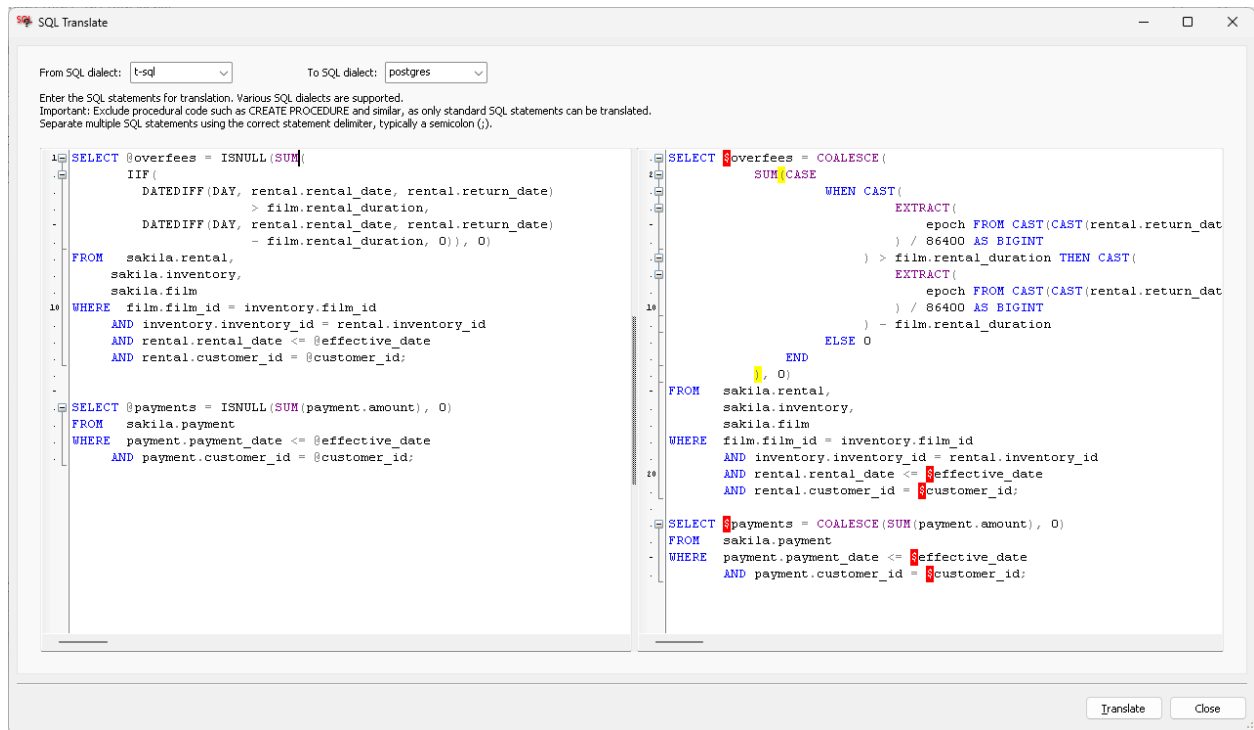 SQL Translate
From SQL dialect: t-sql To SQL dialect: postgres
Enter the SQL statements for translation. Various SQL dialects are supported.
Important: Exclude procedural code such as CREATE PROCEDURE and similar, as only standard SQL statements can be translated.
Separate multiple SQL statements using the correct statement delimiter, typically a semicolon (;).
1 SELECT @overfees = ISNULL(SUM(
IIF(
DATEDIFF(DAY, rental.rental_date, rental.return_date)
> film.rental_duration,
DATEDIFF(DAY, rental.rental_date, rental.return_date)
- film.rental_duration, 0)), 0)
FROM sakila.rental,
sakila.inventory,
sakila.film
10 WHERE film.film_id = inventory.film_id
AND inventory.inventory_id = rental.inventory_id
AND rental.rental_date <= @effective_date
AND rental.customer_id = @customer_id;
SELECT @payments = ISNULL(SUM(payment.amount), 0)
FROM sakila.payment
WHERE payment.payment_date <= @effective_date
AND payment.customer_id = @customer_id;
SELECT $overfees = COALESCE(
2 SUM(CASE
WHEN CAST(
EXTRACT(
epoch FROM CAST(CAST(rental.return_dat
) / 86400 AS BIGINT
) > film.rental_duration THEN CAST(
EXTRACT(
epoch FROM CAST(CAST(rental.return_dat
10 ) / 86400 AS BIGINT
) - film.rental_duration
ELSE 0
END
), 0)
FROM sakila.rental,
sakila.inventory,
sakila.film
WHERE film.film_id = inventory.film_id
AND inventory.inventory_id = rental.inventory_id
20 AND rental.rental_date <= $effective_date
AND rental.customer_id = $customer_id;
SELECT $payments = COALESCE(SUM(payment.amount), 0)
FROM sakila.payment
WHERE payment.payment_date <= $effective_date
AND payment.customer_id = $customer_id;
Translate Close